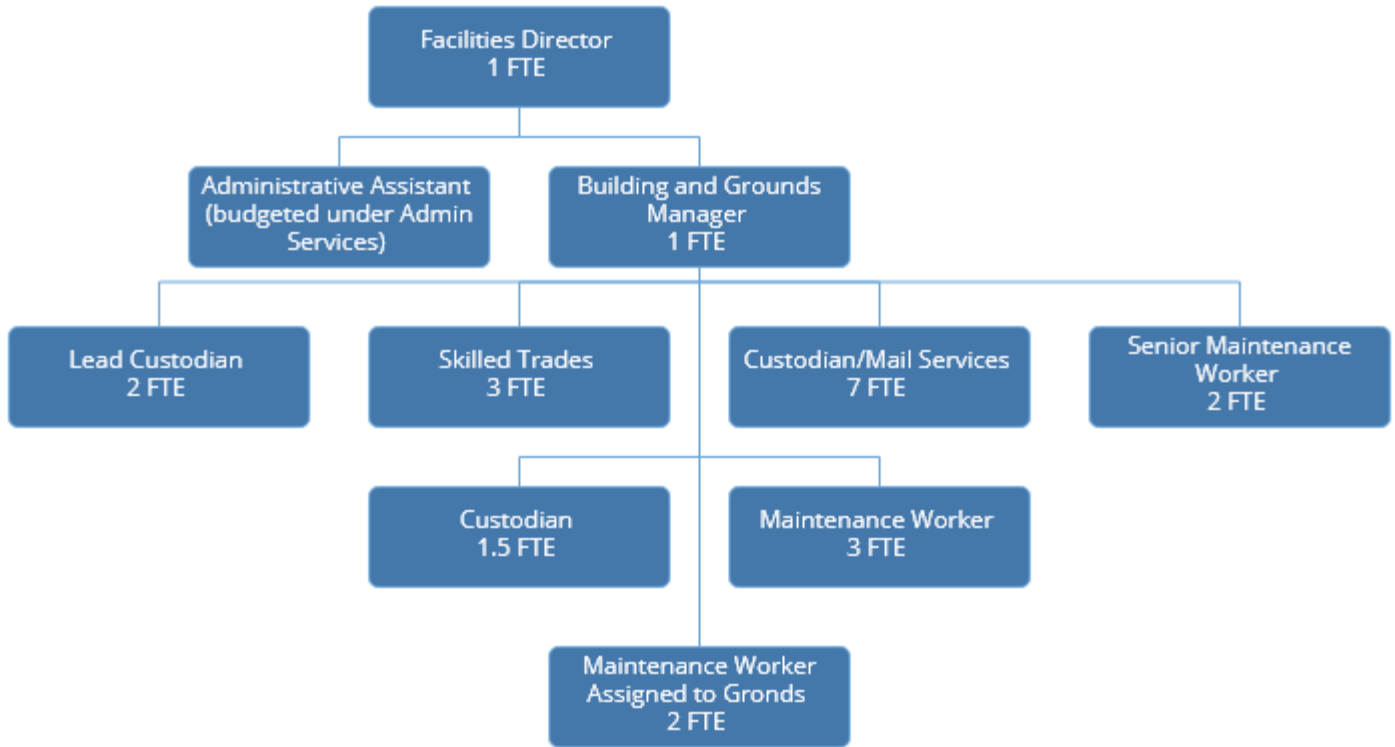 Facilities Director
1 FTE
Administrative Assistant
(budgeted under Admin
Services)
Building and Grounds
Manager
1 FTE
Lead Custodian
2 FTE
Skilled Trades
3 FTE
Custodian/Mail Services
7 FTE
Senior Maintenance
Worker
2 FTE
Custodian
1.5 FTE
Maintenance Worker
3 FTE
Maintenance Worker
Assigned to Gronds
2 FTE